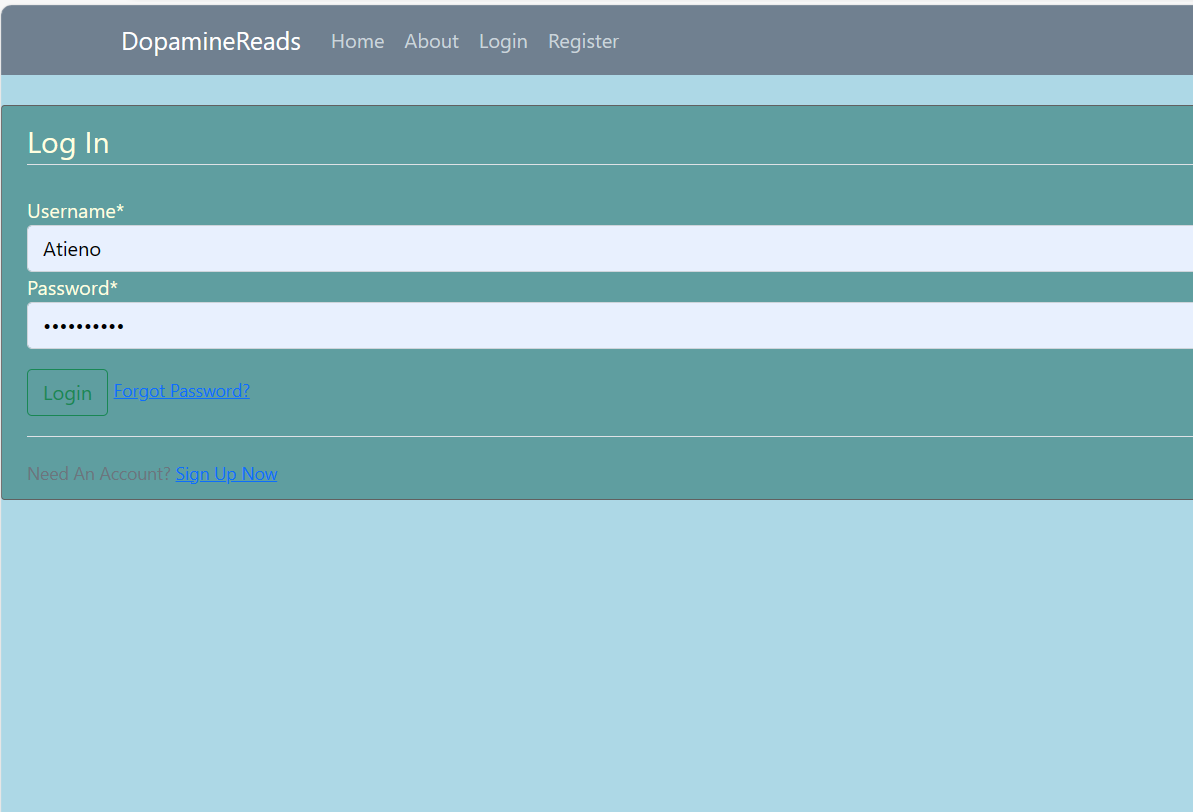 DopamineReads Home About Login Register
Log In
Username*
Atieno
Password*
••••••••••
Login Forgot Password?
Need An Account? Sign Up Now